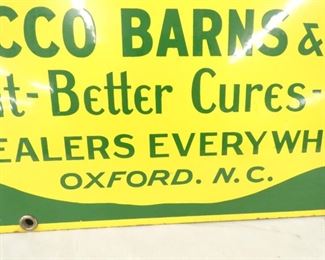 CCO BARNS &
t-Better Cures-
EALERS EVERYWH
OXFORD. N.C.